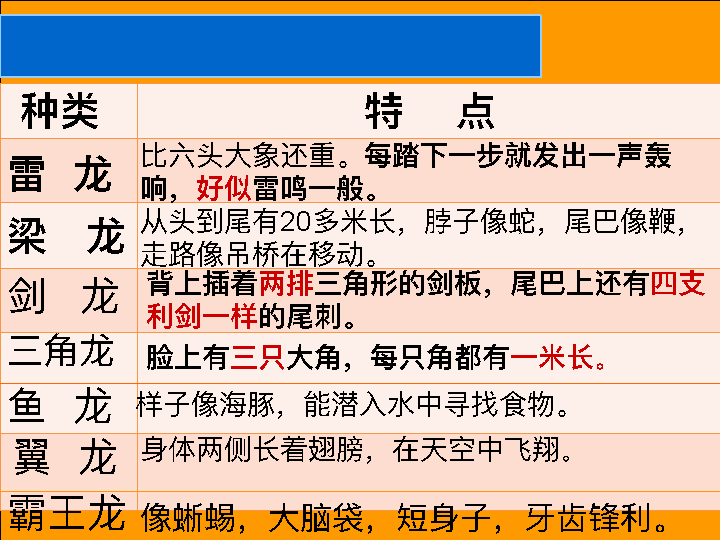 种类 特 点
雷 龙
比六头大象还重。每踏下一步就发出一声轰
响，好似雷鸣一般。
梁 龙
从头到尾有20多米长，脖子像蛇，尾巴像鞭，
走路像吊桥在移动。
剑 龙
背上插着两排三角形的剑板，尾巴上还有四支
利剑一样的尾刺。
三角龙
脸上有三只大角，每只角都有一米长。
鱼 龙
样子像海豚，能潜入水中寻找食物。
翼 龙
身体两侧长着翅膀，在天空中飞翔。
霸王龙
像蜥蜴，大脑袋，短身子，牙齿锋利。